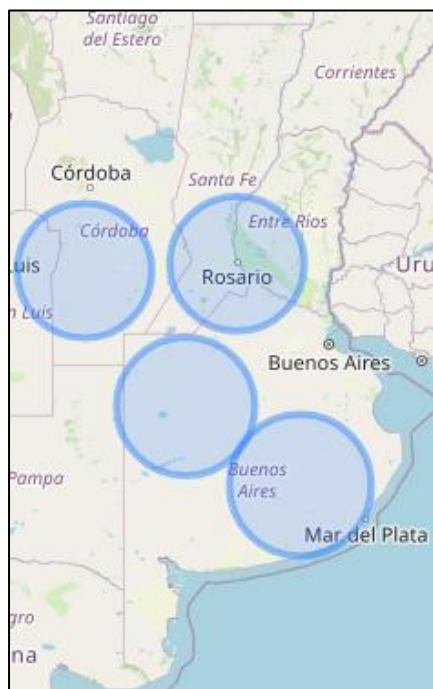 Santiago
del Estero
Corrientes
Córdoba
Santa Fe
Córdoba
Entre Ríos
Luis
Rosario
Uru
n Luis
Buenos Aires
Pampa
Buenos
Aires
Mar del Plata
gro
na